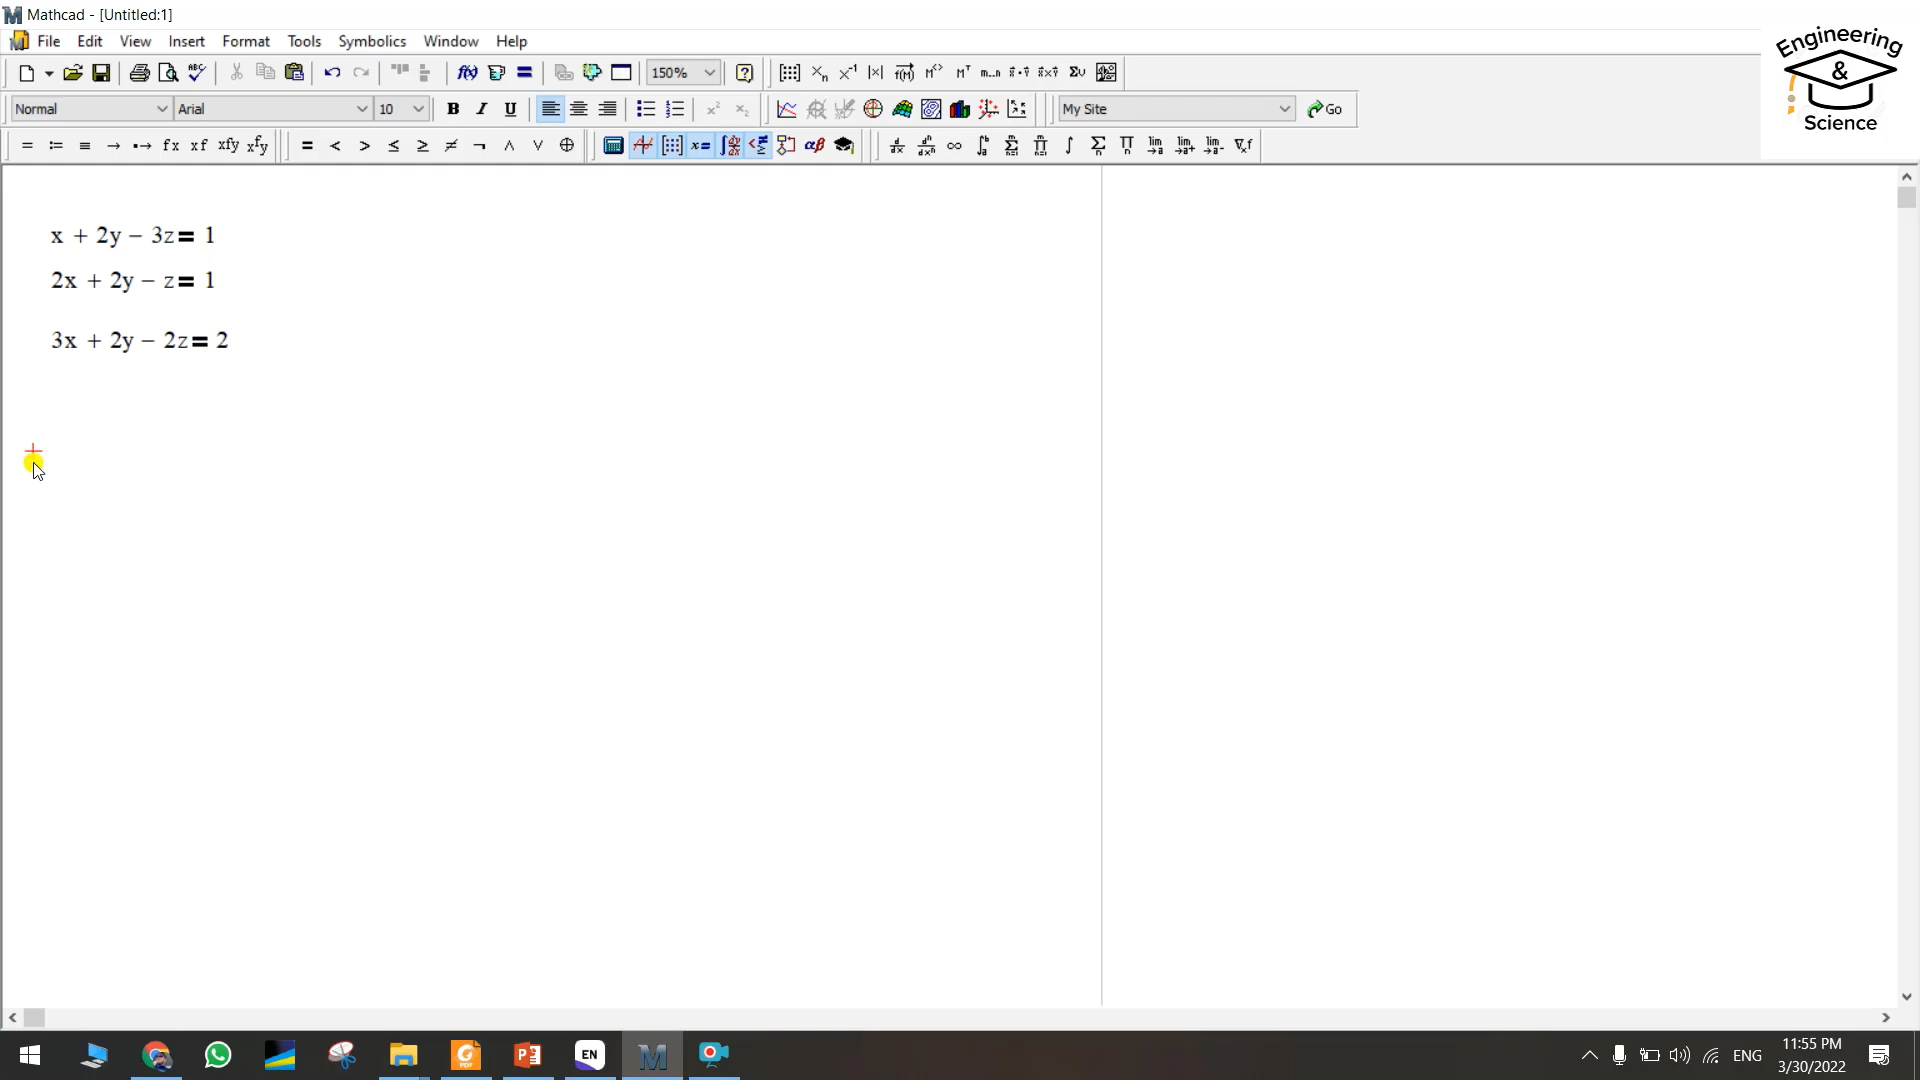 Mathcad - [Untitled:1]
File Edit View Insert Format Tools Symbolics Window Help
150%
Normal Arial 10 B I U My Site Go
x + 2y − 3z = 1
2x + 2y − z = 1
3x + 2y − 2z = 2
Engineering
&
Science
EN
ENG
11:55 PM
3/30/2022